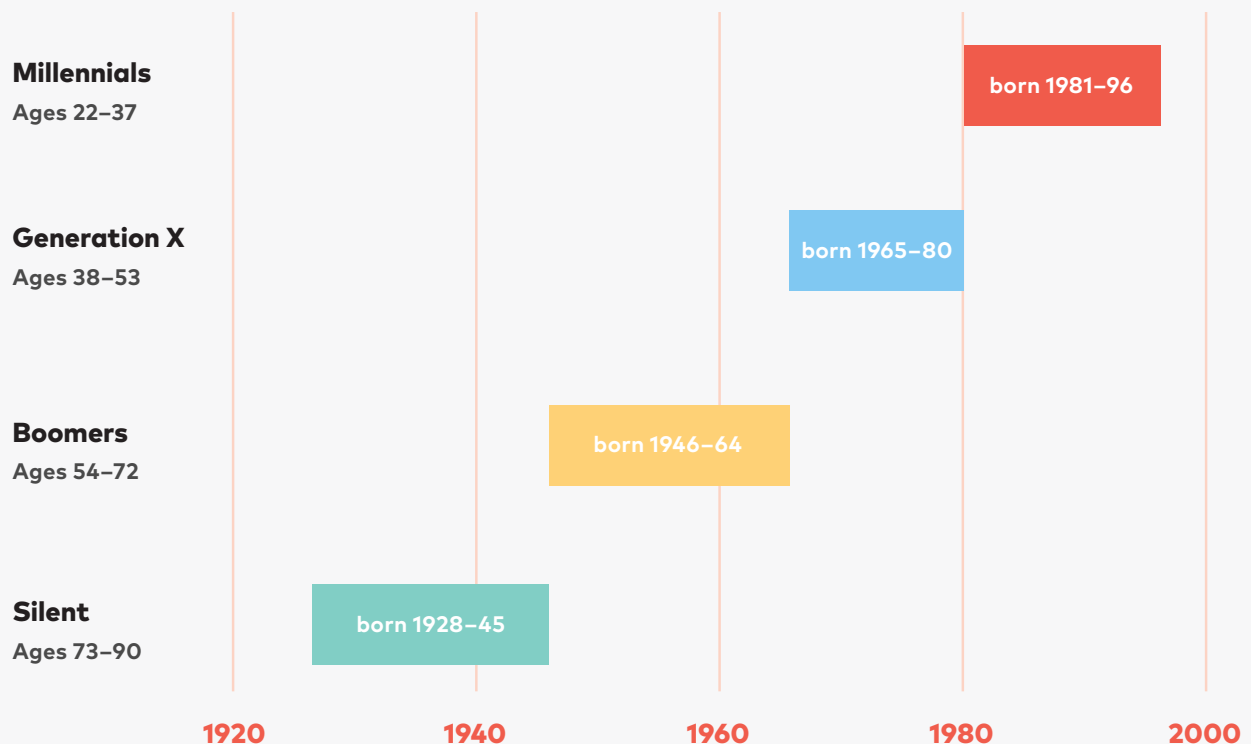 Millennials
Ages 22–37
born 1981–96
Generation X
Ages 38–53
born 1965–80
Boomers
Ages 54–72
born 1946–64
Silent
Ages 73–90
born 1928–45
1920 1940 1960 1980 2000